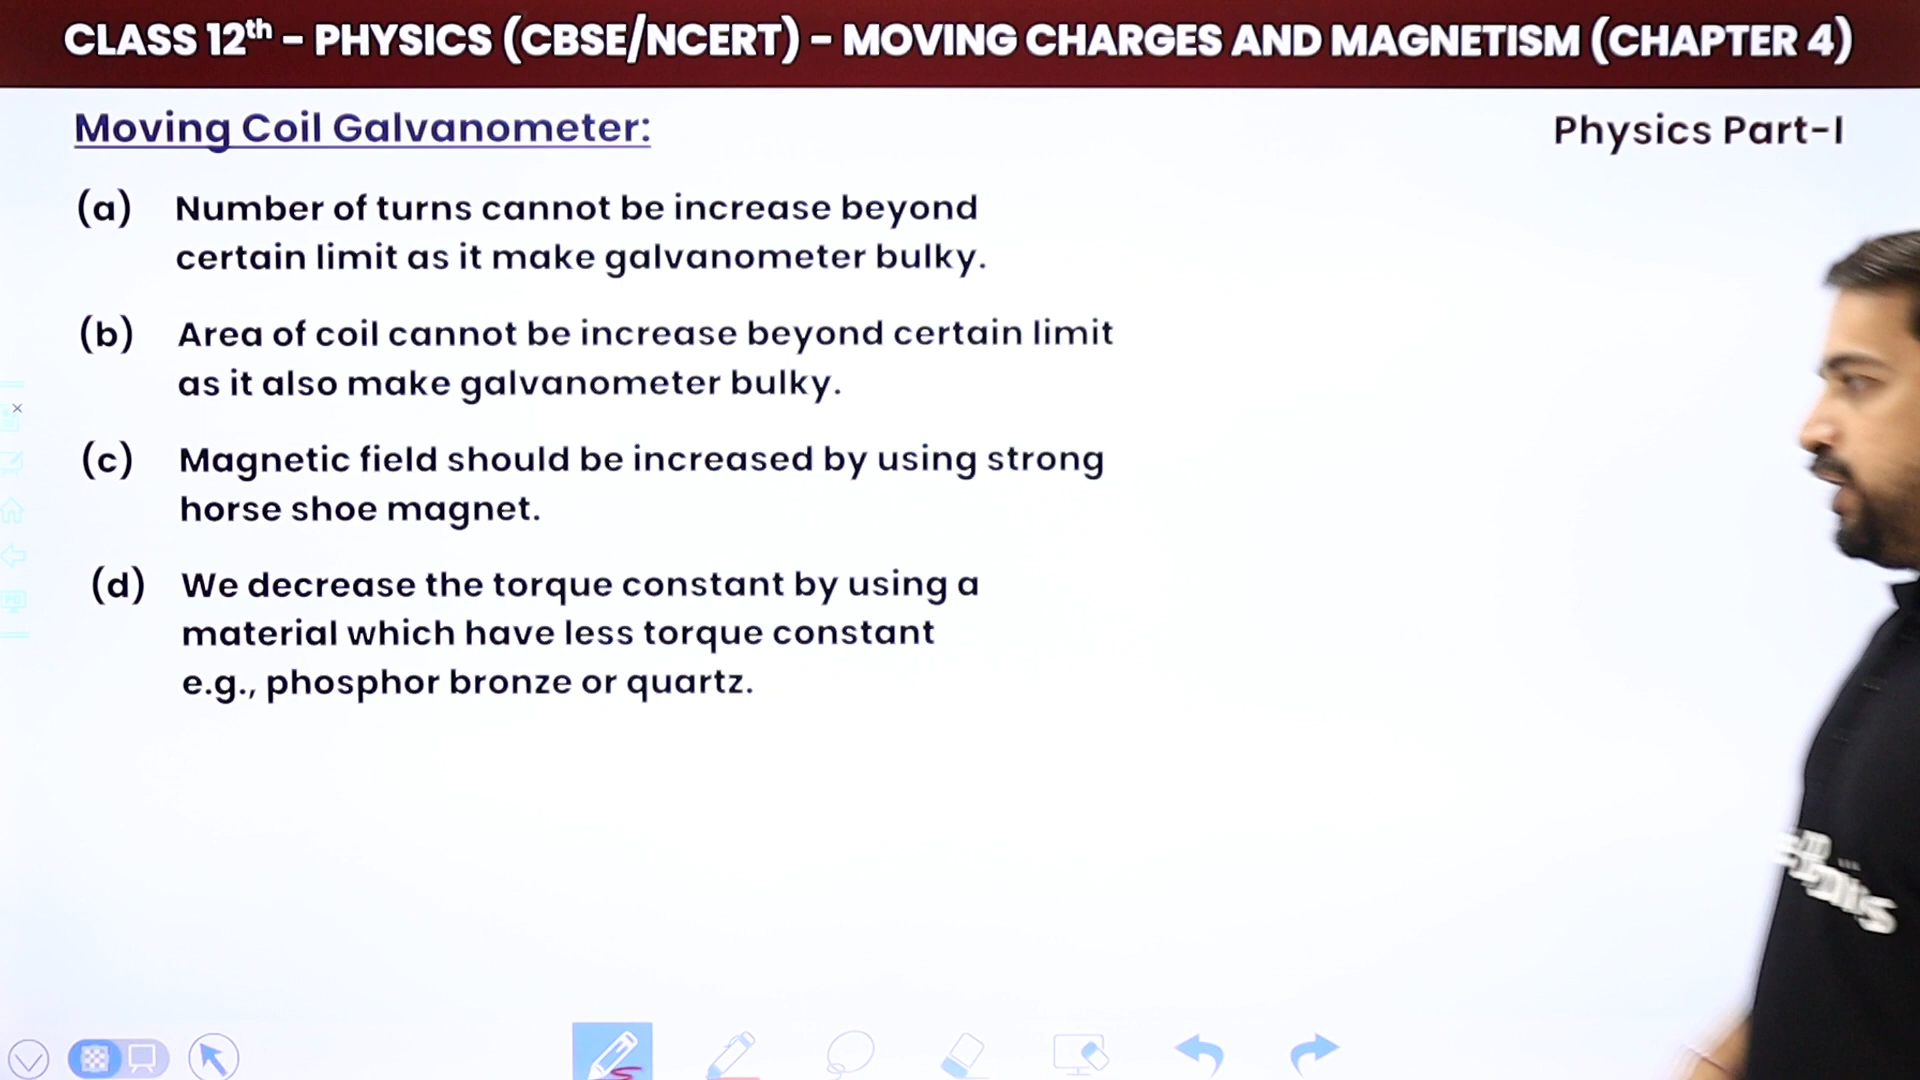 CLASS 12th - PHYSICS (CBSE/NCERT) - MOVING CHARGES AND MAGNETISM (CHAPTER 4)
Moving Coil Galvanometer:
Physics Part-I
(a) Number of turns cannot be increase beyond
certain limit as it make galvanometer bulky.
(b) Area of coil cannot be increase beyond certain limit
as it also make galvanometer bulky.
(c) Magnetic field should be increased by using strong
horse shoe magnet.
(d) We decrease the torque constant by using a
material which have less torque constant
e.g., phosphor bronze or quartz.